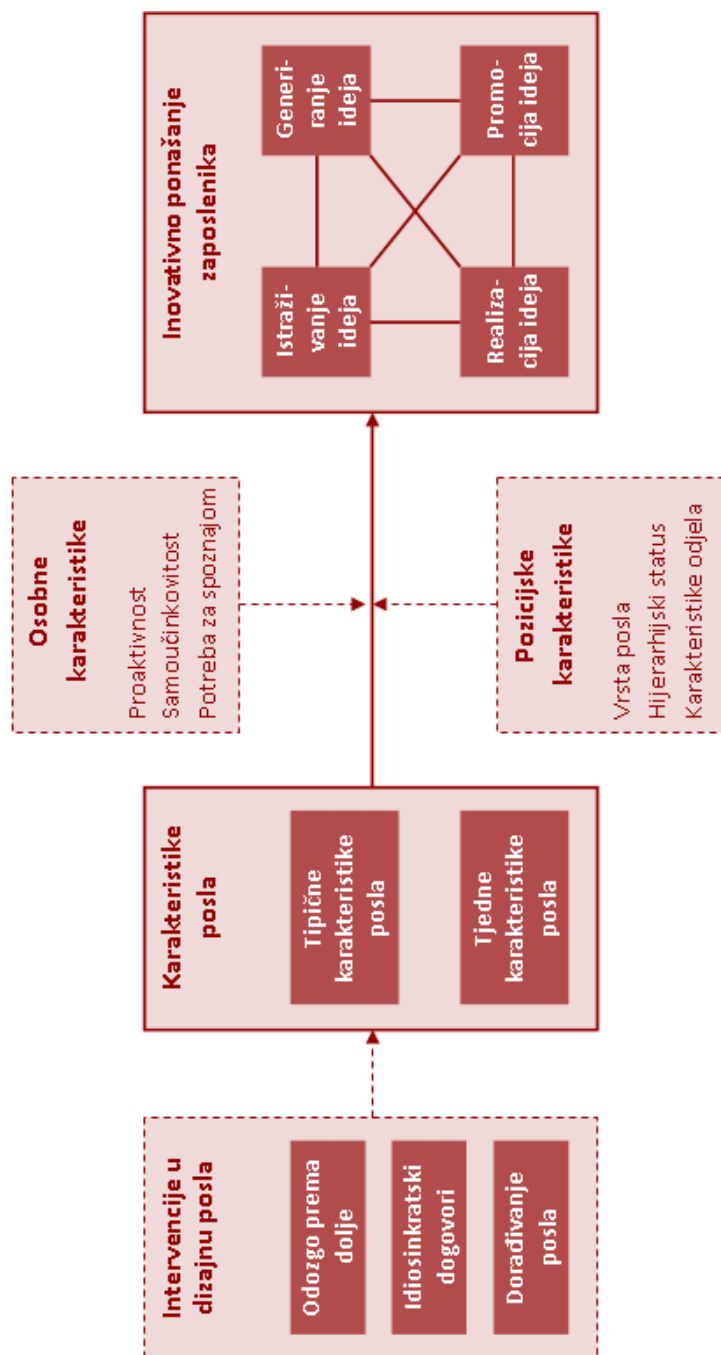 Intervencije u
dizajnu posla
Odozgo prema
dolje
Idiosinkratski
dogovori
Dorađivanje
posla
Karakteristike
posla
Tipične
karakteristike
posla
Tjedne
karakteristike
posla
Osobne
karakteristike
Proaktivnost
Samoučinkovitost
Potreba za spoznajom
Pozicijske
karakteristike
Vrsta posla
Hijerarhijski status
Karakteristike odjela
Inovativno ponašanje
zaposlenika
Istraži-
vanje
ideja
Generi-
ranje
ideja
Realiza-
cija ideja
Promo-
cija ideja